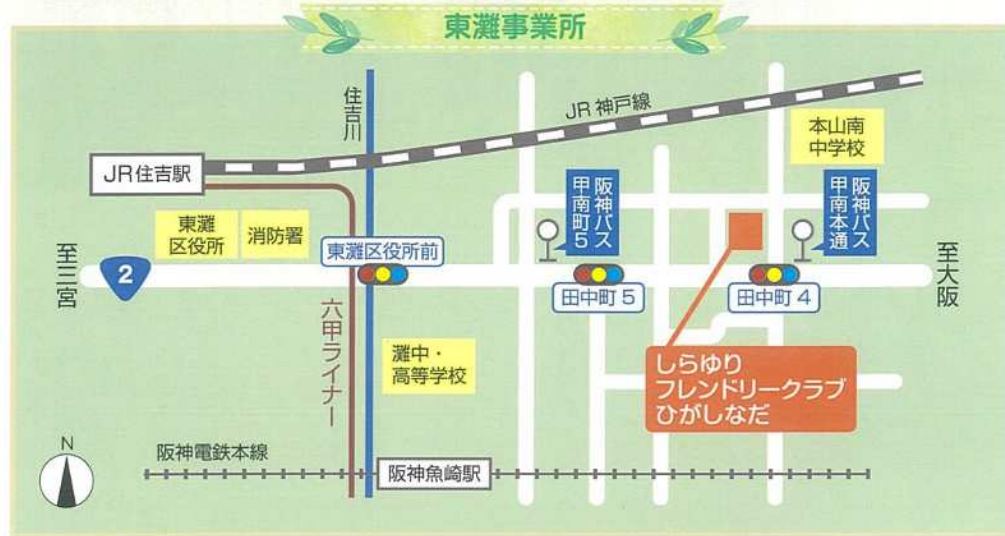 東灘事業所
住吉川
JR 神戸線
本山南
中学校
JR住吉駅
阪神バス
甲南町5
阪神バス
甲南本通
東灘
区役所
消防署
東灘区役所前
至三宮
2
至大阪
田中町 5
田中町 4
六甲ライナー
灘中・
高等学校
しらゆり
フレンドリークラブ
ひがしなだ
N
阪神電鉄本線
阪神魚崎駅